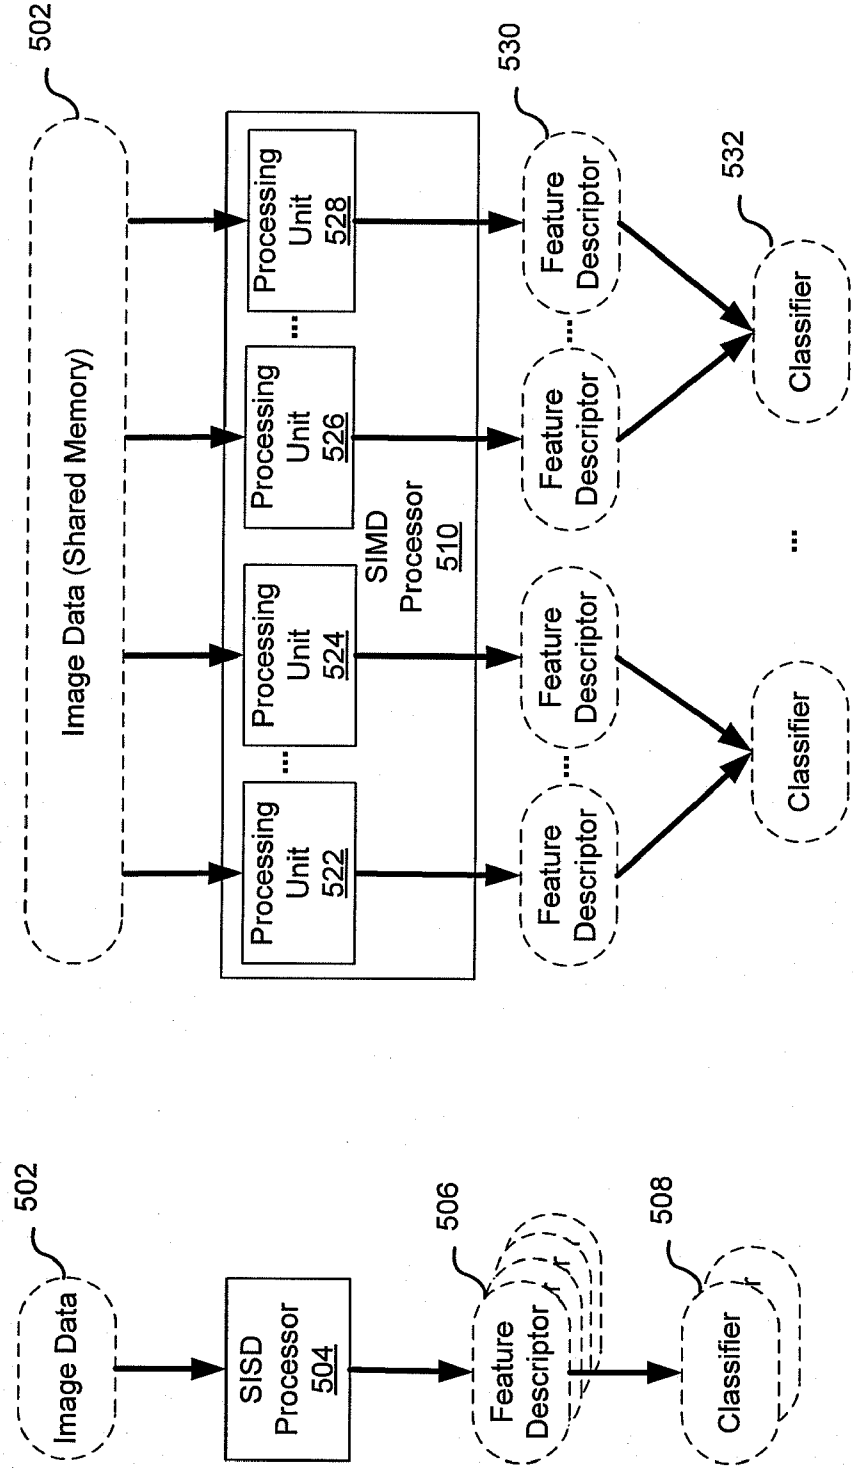 502
Image Data
SISD
Processor
504
506
Feature
Descriptor
r
r
r
508
Classifier
r
502
Image Data (Shared Memory)
Processing
Unit
522
...
Processing
Unit
524
Processing
Unit
526
...
Processing
Unit
528
SIMD
Processor
510
530
Feature
Descriptor
...
Feature
Descriptor
Feature
Descriptor
...
Feature
Descriptor
532
Classifier
...
Classifier